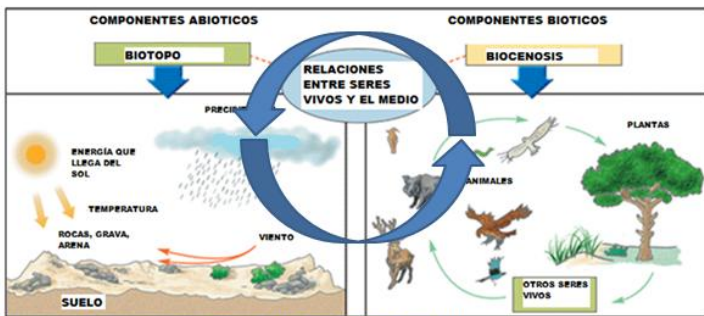 COMPONENTES ABIOTICOS
COMPONENTES BIOTICOS
BIOTOPO
BIOCENOSIS
RELACIONES
ENTRE SERES
VIVOS Y EL MEDIO
ENERGÍA QUE
LLEGA DEL
SOL
TEMPERATURA
ROCAS, GRAVA,
ARENA
VIENTO
SUELO
PLANTAS
ANIMALES
OTROS SERES
VIVOS